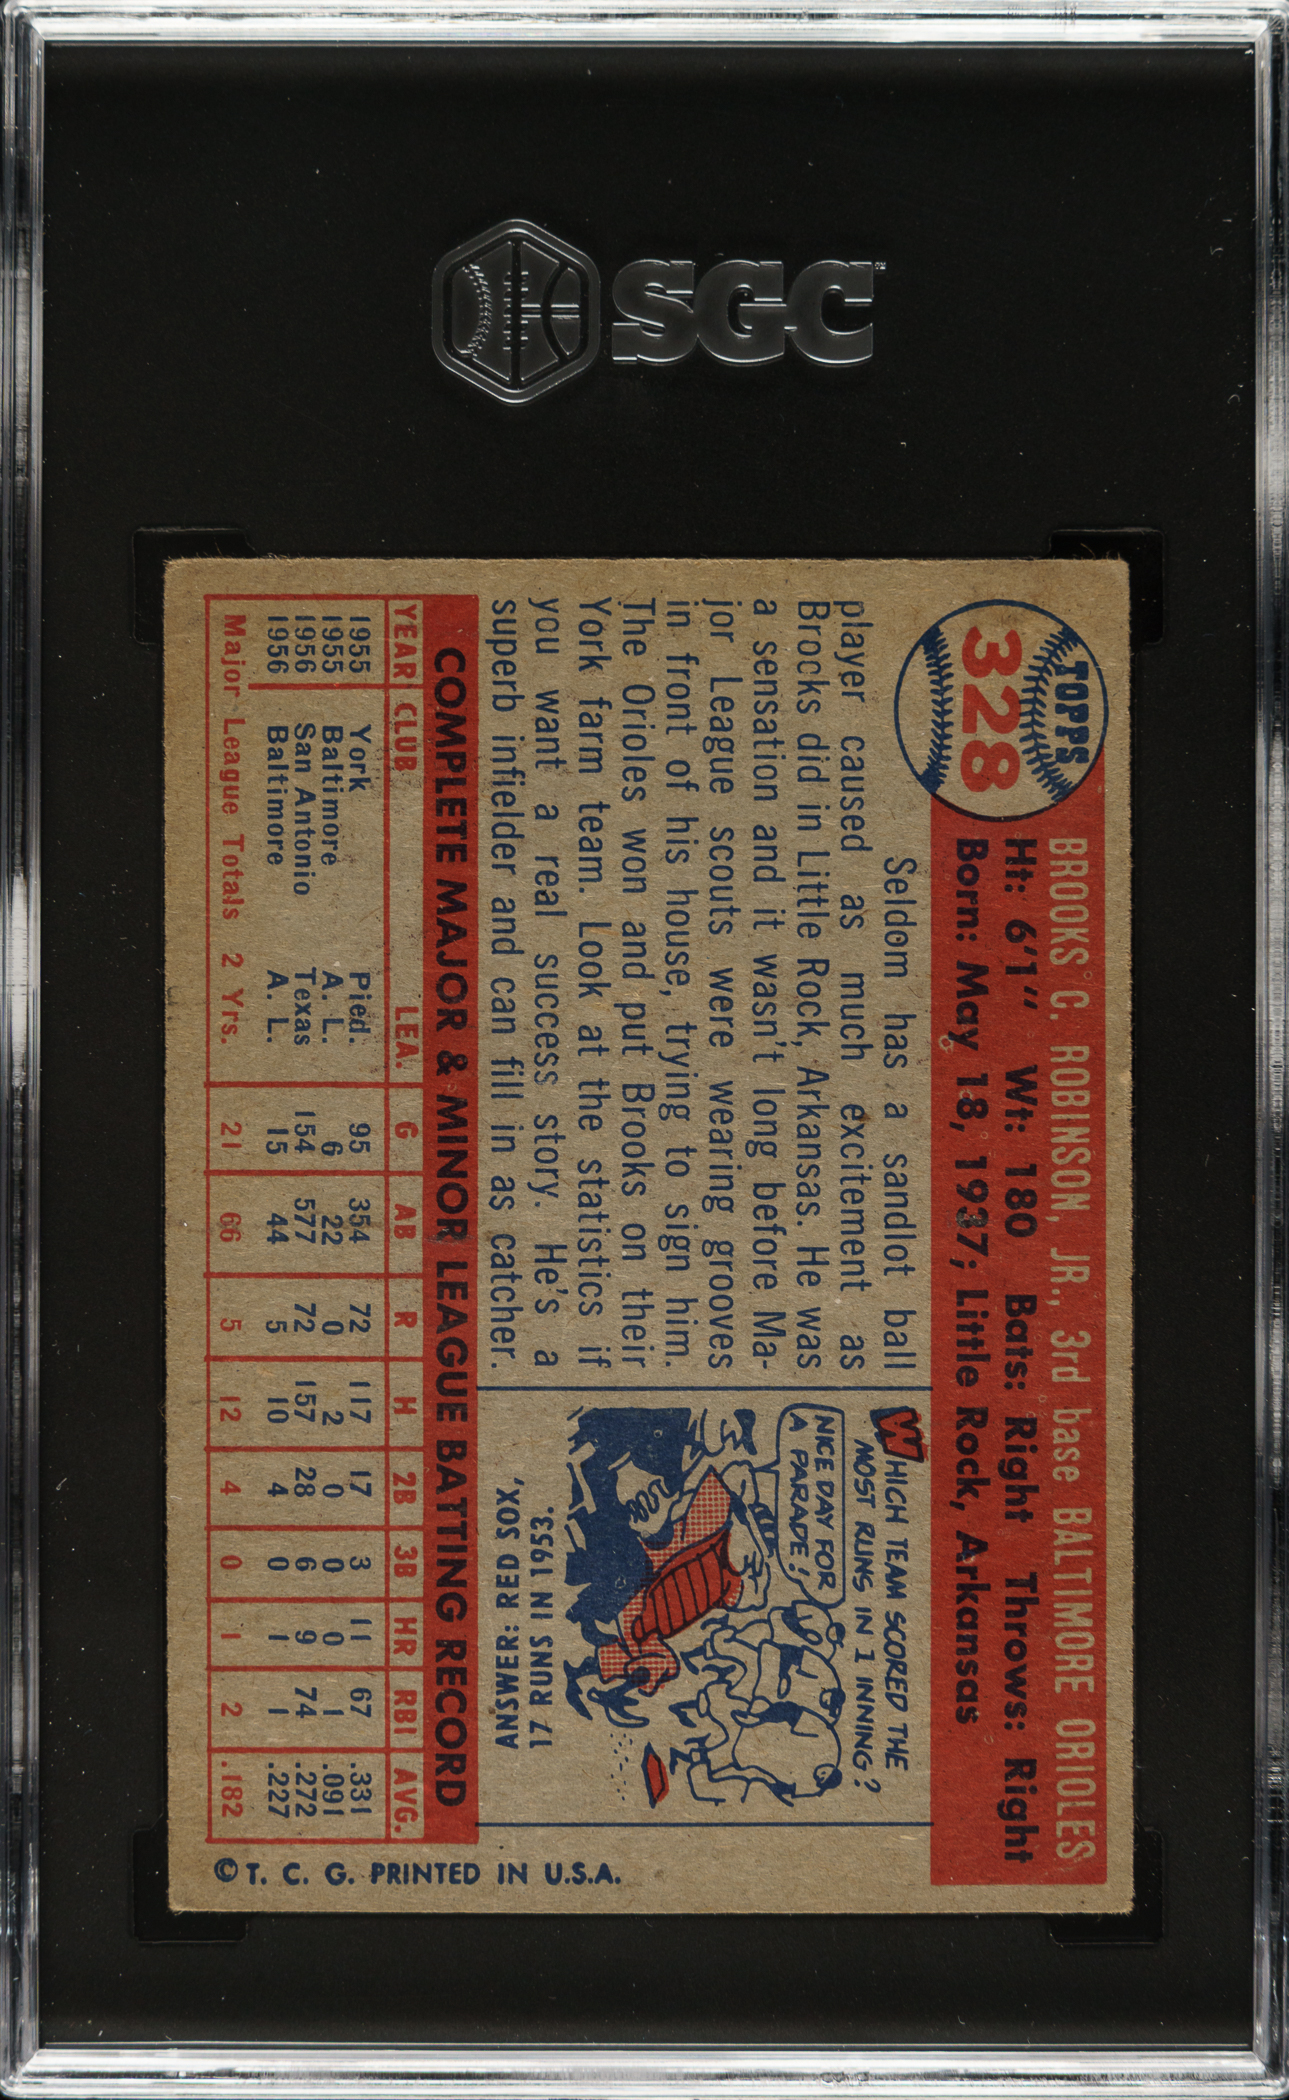 SGC
TOPPS
328
BROOKS C. ROBINSON, JR., 3rd base BALTIMORE ORIOLES
Ht: 6'1" Wt: 180 Bats: Right Throws: Right
Born: May 18, 1937; Little Rock, Arkansas
Seldom has a sandlot ball
player caused as much excitement as
Brocks did in Little Rock, Arkansas. He was
a sensation and it wasn't long before Ma-
jor League scouts were wearing grooves
in front of his house, trying to sign him.
The Orioles won and put Brooks on their
York farm team. Look at the statistics if
you want a real success story. He's a
superb infielder and can fill in as catcher.
WHICH TEAM SCORED THE
MOST RUNS IN 1 INNING?
NICE DAY FOR
A PARADE!
ANSWER: RED SOX,
17 RUNS IN 1953.
COMPLETE MAJOR & MINOR LEAGUE BATTING RECORD
YEAR CLUB LEA. G AB R H 2B 3B HR RBI AVG.
1955 York Pied. 95 354 72 117 17 3 11 67 .331
1955 Baltimore A. L. 6 22 0 2 0 0 0 1 .091
1956 San Antonio Texas 154 577 72 157 28 6 9 74 .272
1956 Baltimore A. L. 15 44 5 10 4 0 1 1 .227
Major League Totals 2 Yrs. 21 66 5 12 4 0 1 2 .182
© T. C. G. PRINTED IN U.S.A.